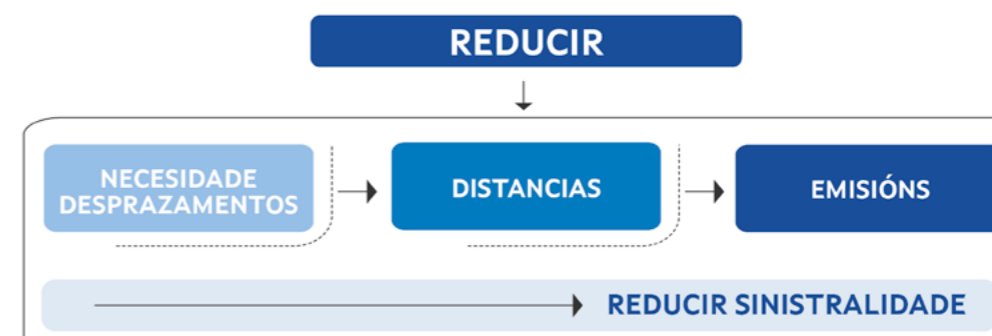 REDUCIR
NECESIDADE
DESPRAZAMENTOS
DISTANCIAS
EMISIÓNS
REDUCIR SINISTRALIDADE